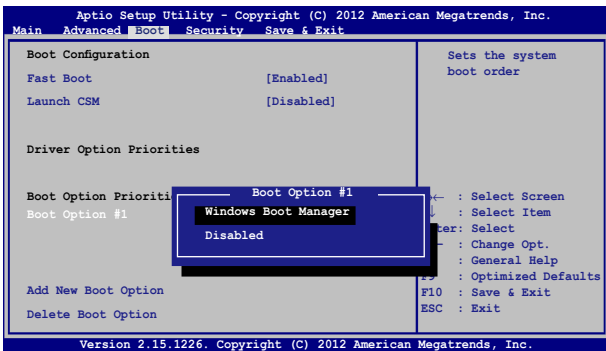 Aptio Setup Utility - Copyright (C) 2012 American Megatrends, Inc.
Main Advanced Boot Security Save & Exit
Boot Configuration
Fast Boot [Enabled]
Launch CSM [Disabled]
Driver Option Priorities
Boot Option Prioriti
Boot Option #1
Add New Boot Option
Delete Boot Option
Boot Option #1
Windows Boot Manager
Disabled
Sets the system
boot order
← : Select Screen
: Select Item
ter: Select
: Change Opt.
: General Help
F9 : Optimized Defaults
F10 : Save & Exit
ESC : Exit
Version 2.15.1226. Copyright (C) 2012 American Megatrends, Inc.